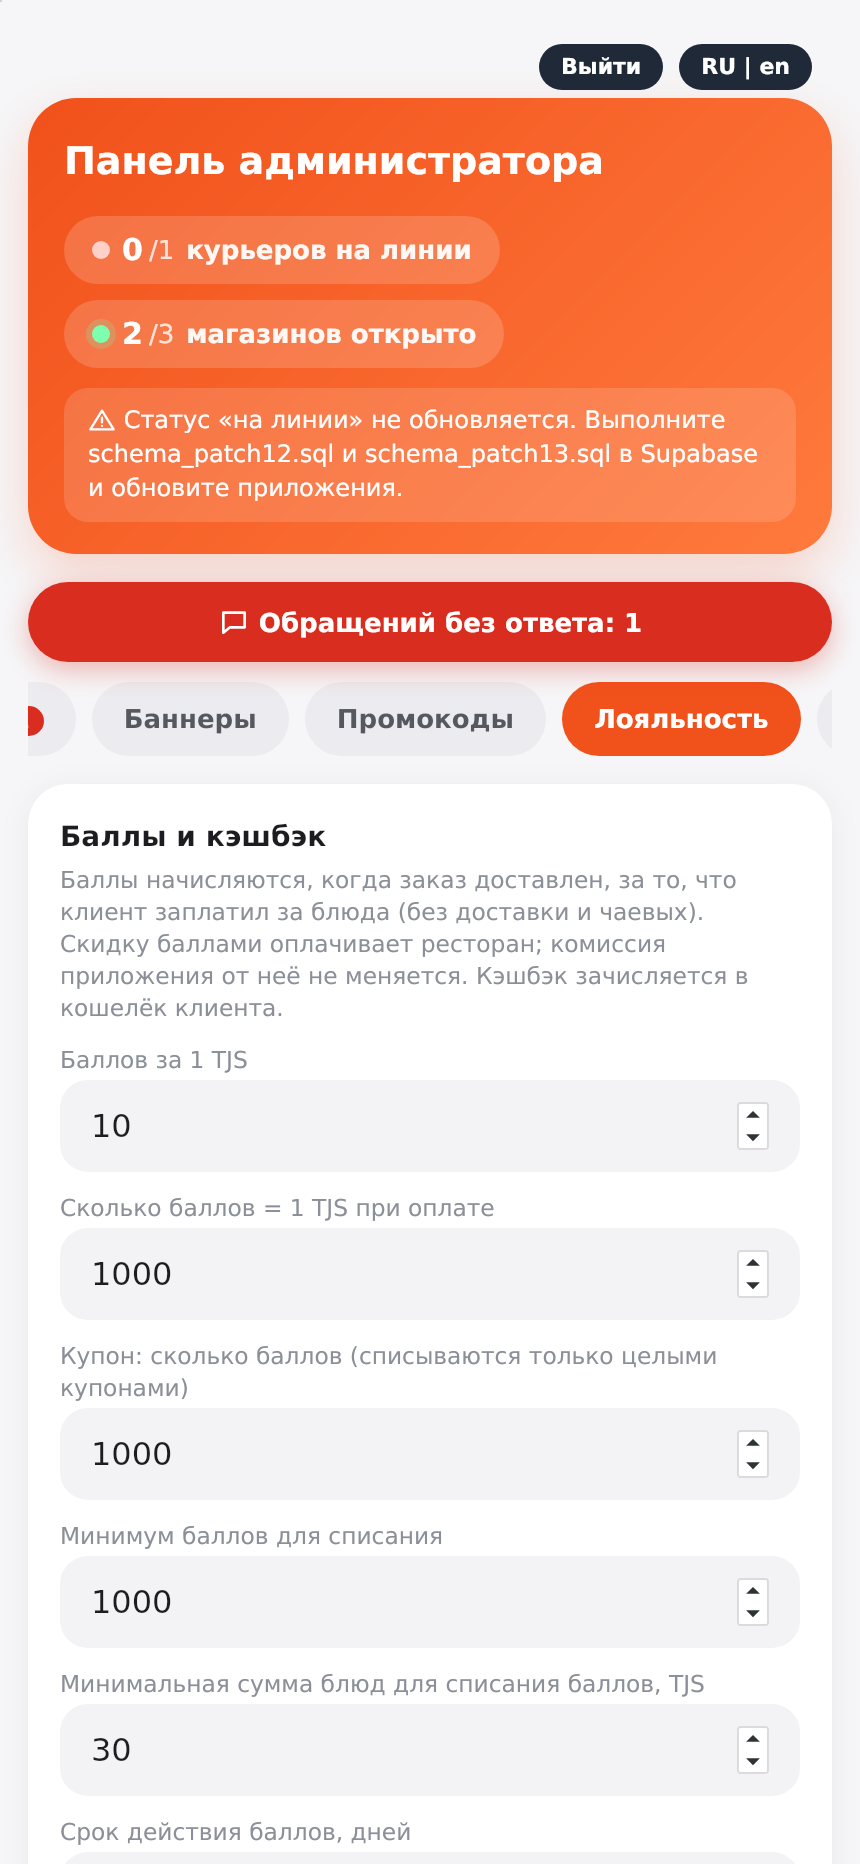 Выйти
RU | en
Панель администратора
0 /1 курьеров на линии
2 /3 магазинов открыто
Статус «на линии» не обновляется. Выполните
schema_patch12.sql и schema_patch13.sql в Supabase
и обновите приложения.
Обращений без ответа: 1
Баннеры
Промокоды
Лояльность
Баллы и кэшбэк
Баллы начисляются, когда заказ доставлен, за то, что
клиент заплатил за блюда (без доставки и чаевых).
Скидку баллами оплачивает ресторан; комиссия
приложения от неё не меняется. Кэшбэк зачисляется в
кошелёк клиента.
Баллов за 1 TJS
10
Сколько баллов = 1 TJS при оплате
1000
Купон: сколько баллов (списываются только целыми
купонами)
1000
Минимум баллов для списания
1000
Минимальная сумма блюд для списания баллов, TJS
30
Срок действия баллов, дней